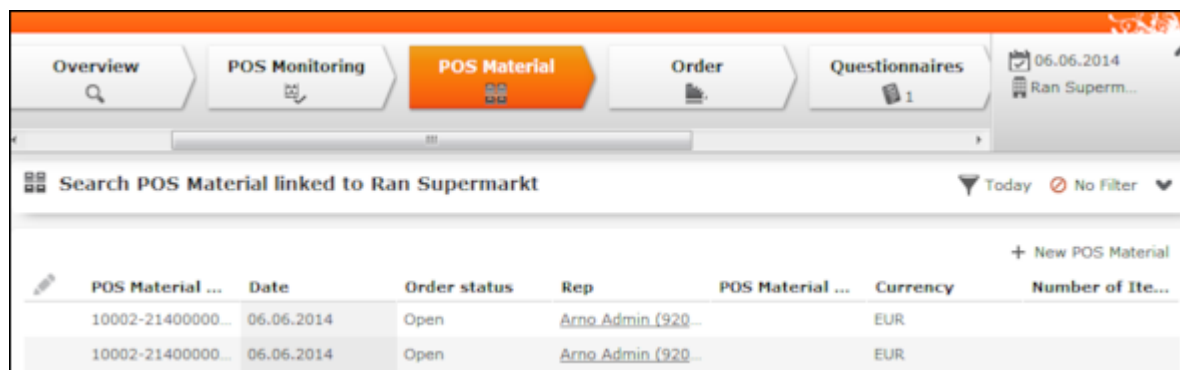 Overview POS Monitoring POS Material Order Questionnaires 06.06.2014
1 Ran Superm...
Search POS Material linked to Ran Supermarkt Today No Filter
+ New POS Material
POS Material ... Date Order status Rep POS Material ... Currency Number of Ite...
10002-21400000... 06.06.2014 Open Arno Admin (920... EUR
10002-21400000... 06.06.2014 Open Arno Admin (920... EUR